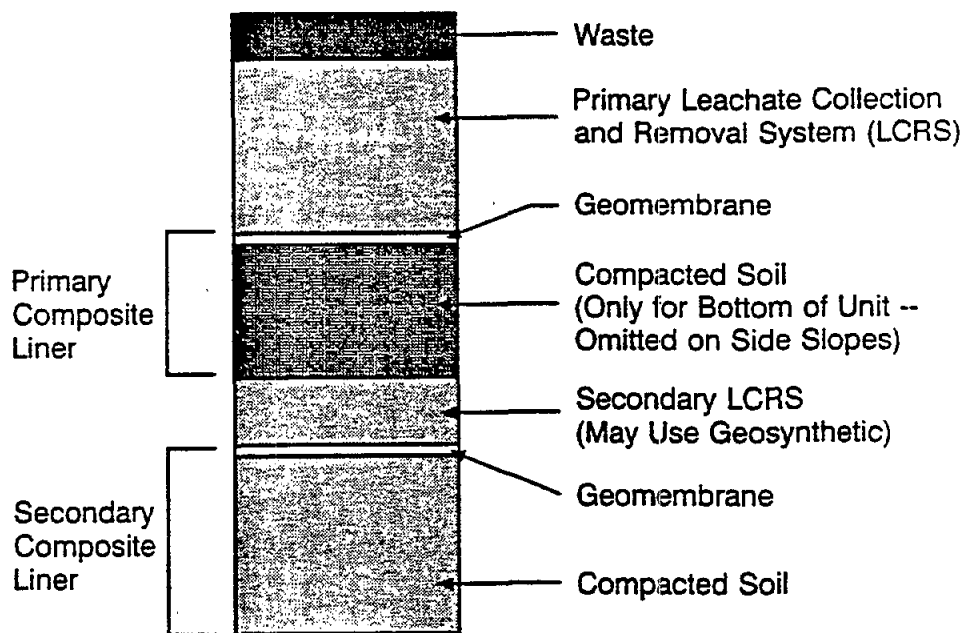 Waste
Primary Leachate Collection
and Removal System (LCRS)
Geomembrane
Primary
Composite
Liner
Compacted Soil
(Only for Bottom of Unit --
Omitted on Side Slopes)
Secondary LCRS
(May Use Geosynthetic)
Geomembrane
Secondary
Composite
Liner
Compacted Soil